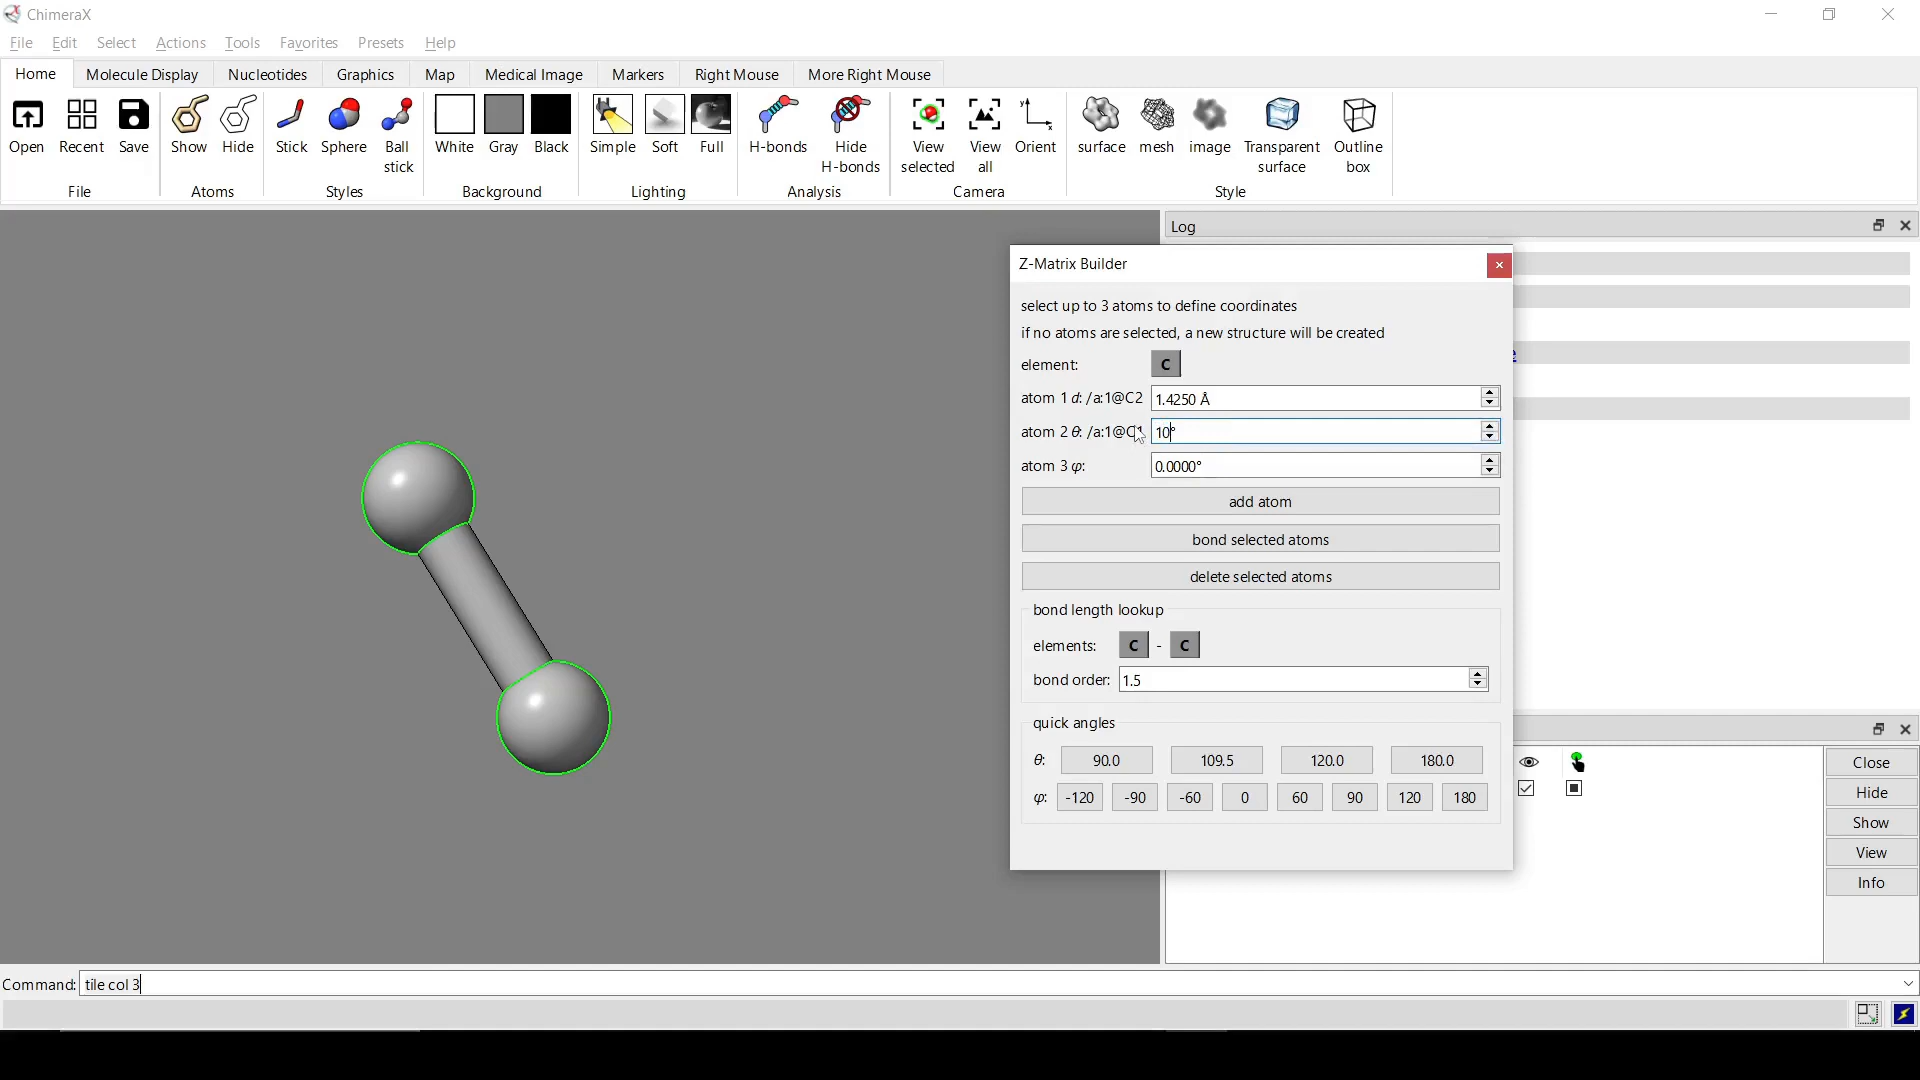 ChimeraX
File Edit Select Actions Tools Favorites Presets Help
Home Molecule Display Nucleotides Graphics Map Medical Image Markers Right Mouse More Right Mouse
Open Recent Save Show Hide Stick Sphere Ball stick White Gray Black Simple Soft Full H-bonds Hide H-bonds View selected View all Orient surface mesh image Transparent surface Outline box
File Atoms Styles Background Lighting Analysis Camera Style
Log
Z-Matrix Builder
select up to 3 atoms to define coordinates
if no atoms are selected, a new structure will be created
element: C
atom 1 d: /a:1@C2 1.4250 Å
atom 2 θ: /a:1@C1 10°
atom 3 φ: 0.0000°
add atom
bond selected atoms
delete selected atoms
bond length lookup
elements: C - C
bond order: 1.5
quick angles
θ: 90.0 109.5 120.0 180.0
φ: -120 -90 -60 0 60 90 120 180
Close
Hide
Show
View
Info
Command: tile col 3